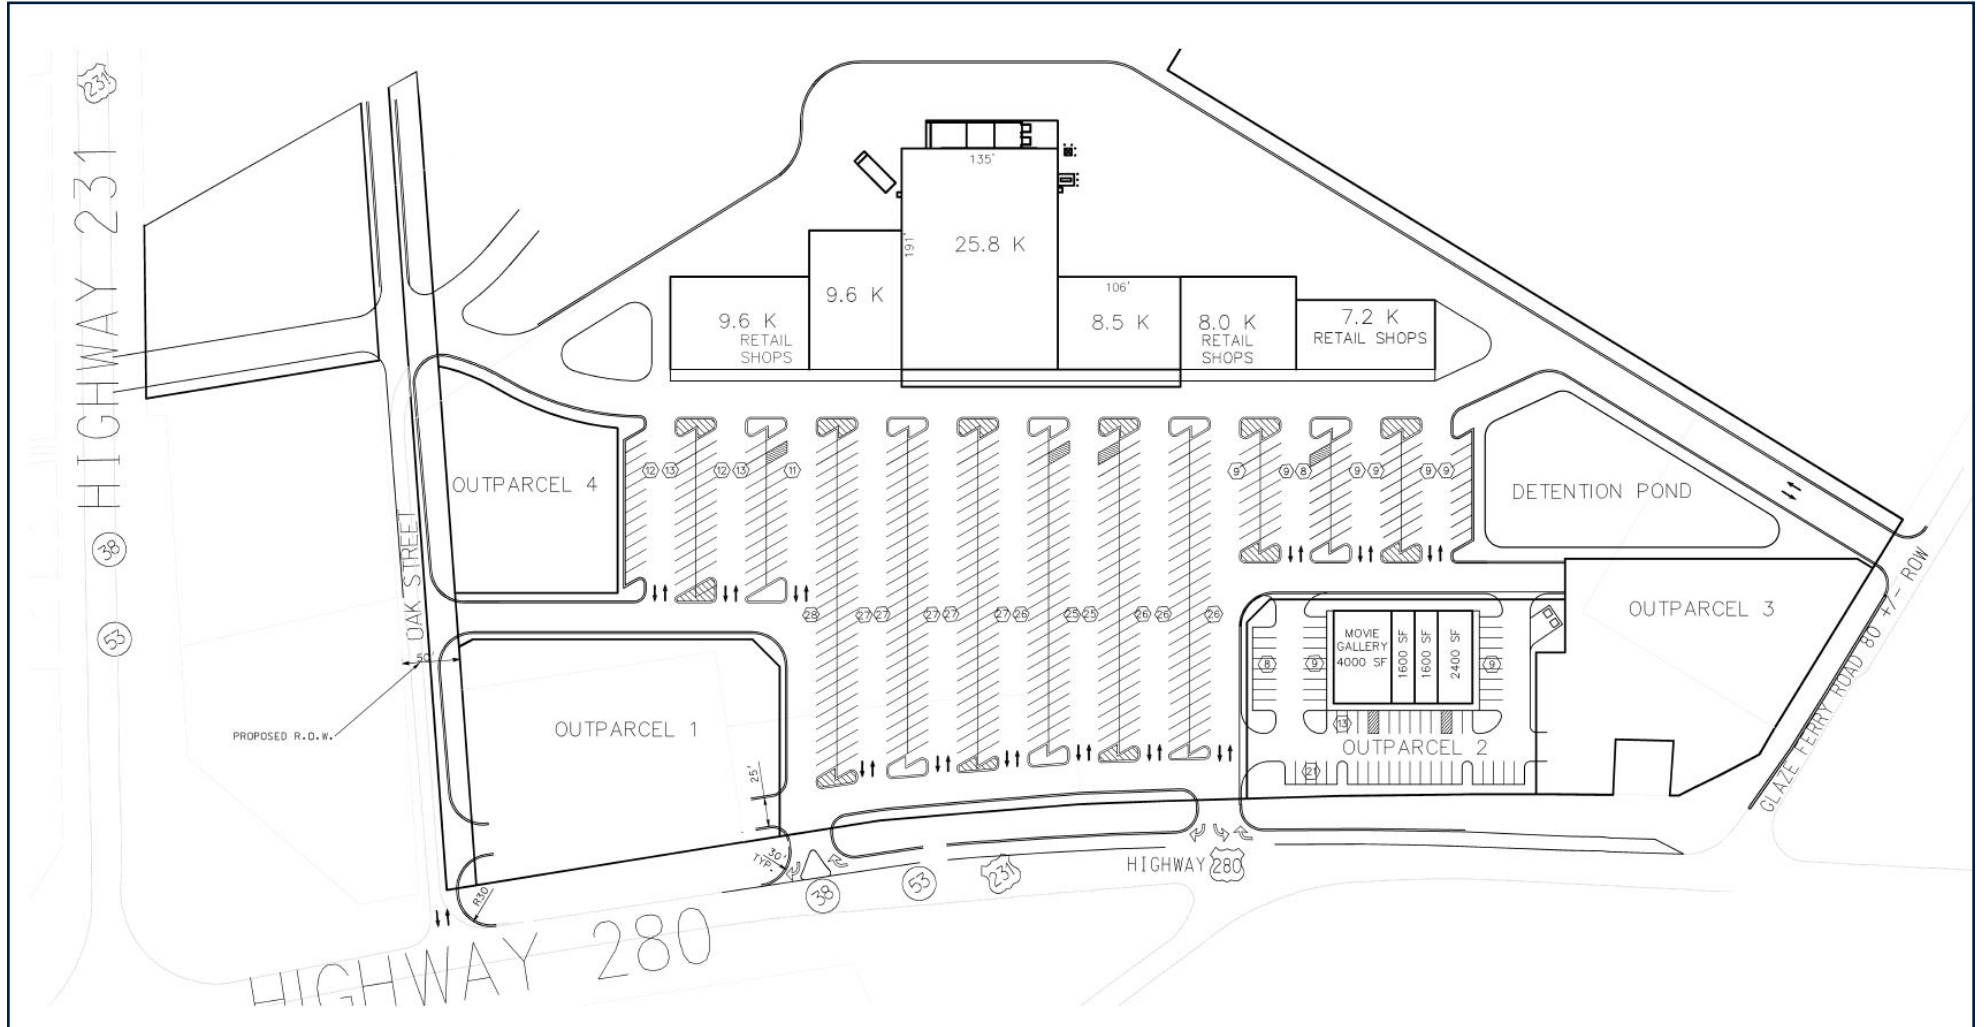 231
HIGHWAY 231
38
53
135'
191'
25.8 K
9.6 K
9.6 K
RETAIL
SHOPS
106'
8.5 K
8.0 K
RETAIL
SHOPS
7.2 K
RETAIL SHOPS
OUTPARCEL 4
12
13
12
13
11
9
9
8
9
9
9
9
DETENTION POND
OAK STREET
50'
PROPOSED R.O.W.
28
27
27
27
27
27
26
25
25
26
26
26
OUTPARCEL 3
MOVIE
GALLERY
4000 SF
1600 SF
1600 SF
2400 SF
8
9
9
13
OUTPARCEL 2
21
OUTPARCEL 1
25'
30'
TYP.
R30
GLAZE FERRY ROAD 80 +/- ROW
38
53
231
HIGHWAY 280
HIGHWAY 280